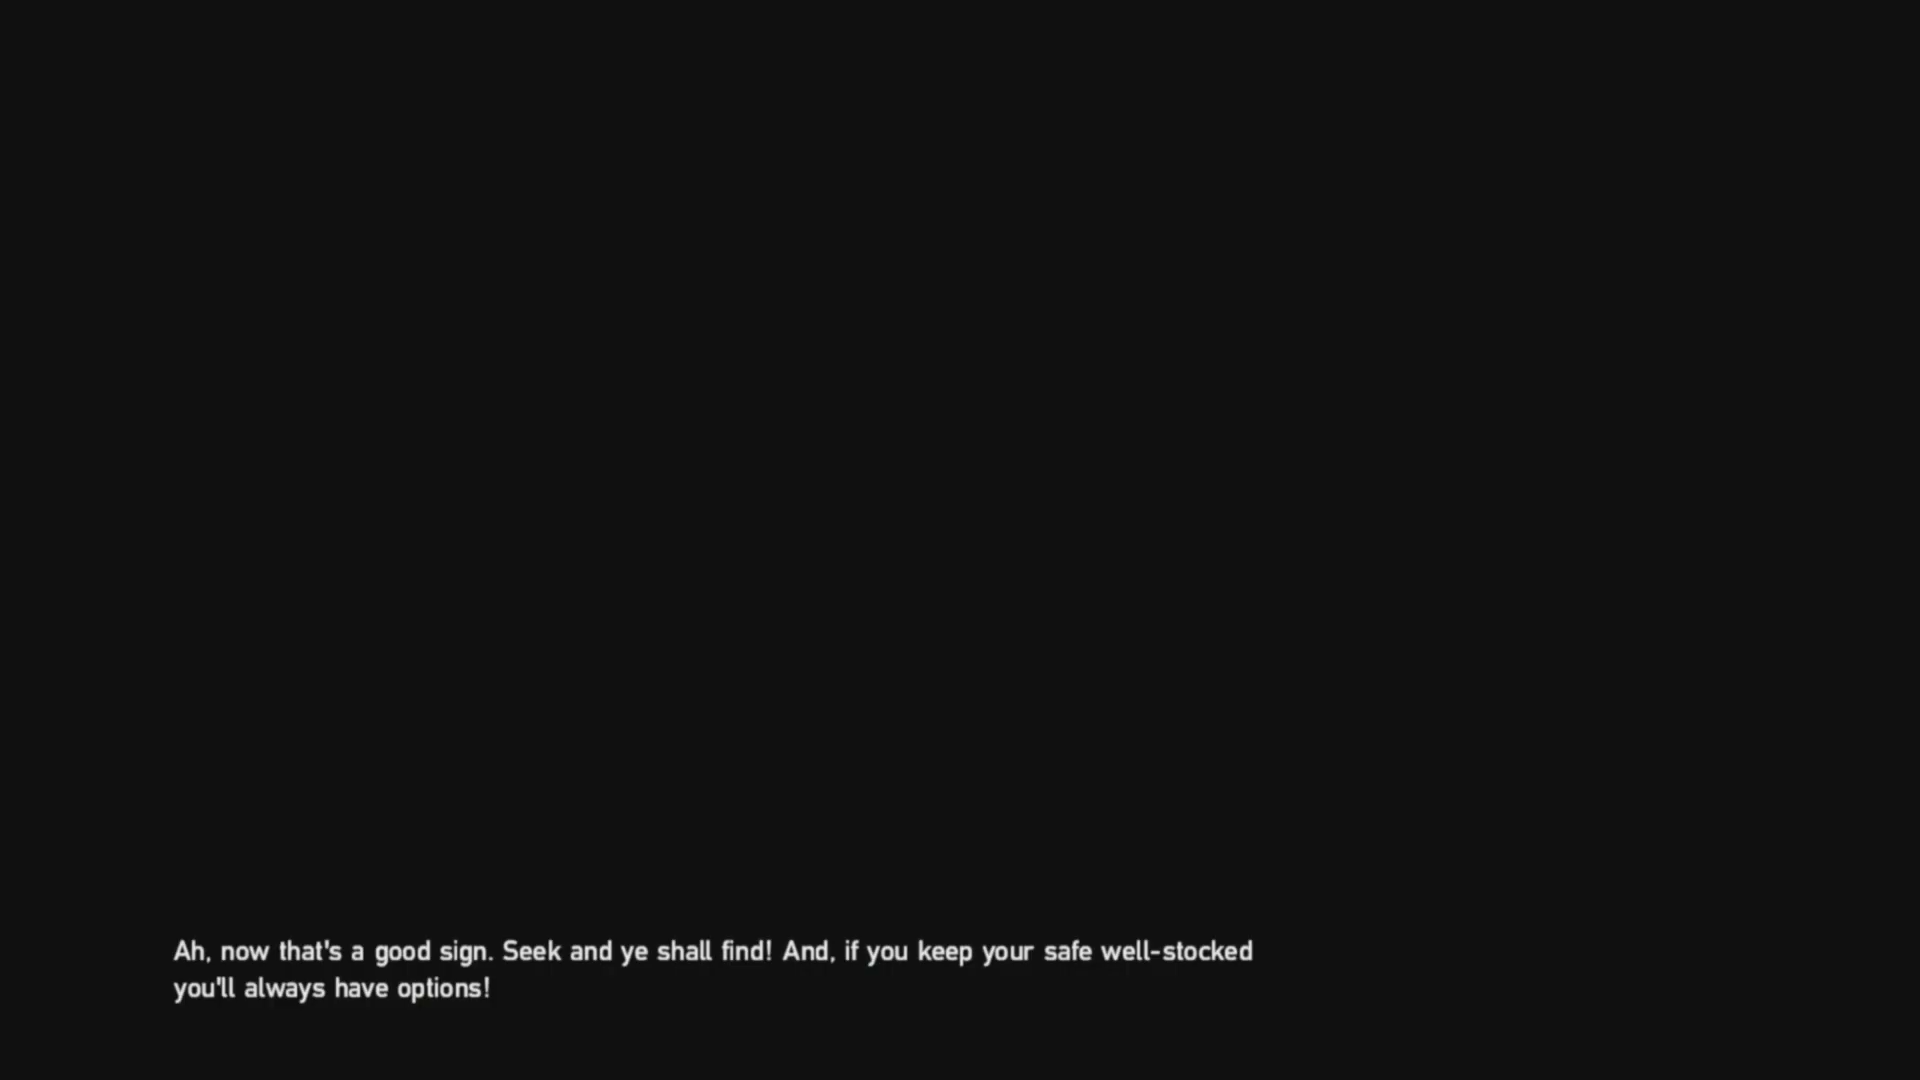 Ah, now that's a good sign. Seek and ye shall find! And, if you keep your safe well-stocked
you'll always have options!